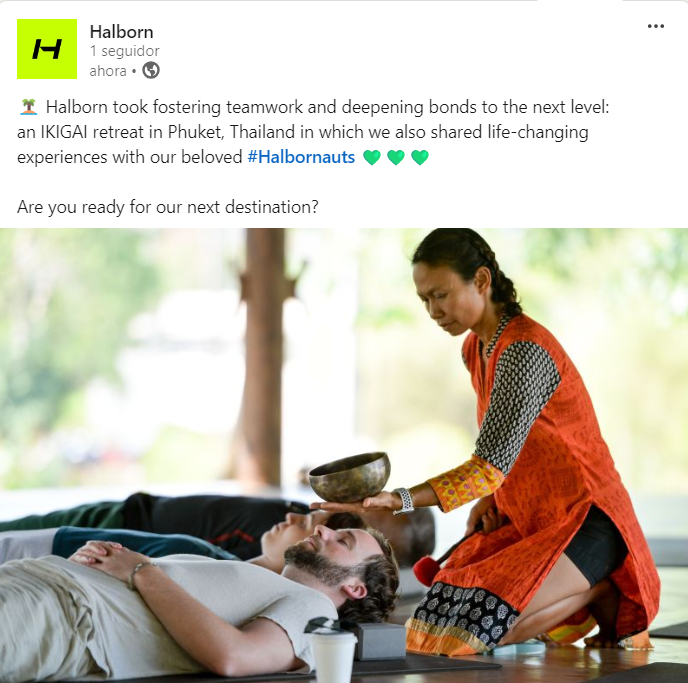 Halborn
1 seguidor
ahora •
🏝️ Halborn took fostering teamwork and deepening bonds to the next level:
an IKIGAI retreat in Phuket, Thailand in which we also shared life-changing
experiences with our beloved #Halbornauts 💚 💚 💚
Are you ready for our next destination?